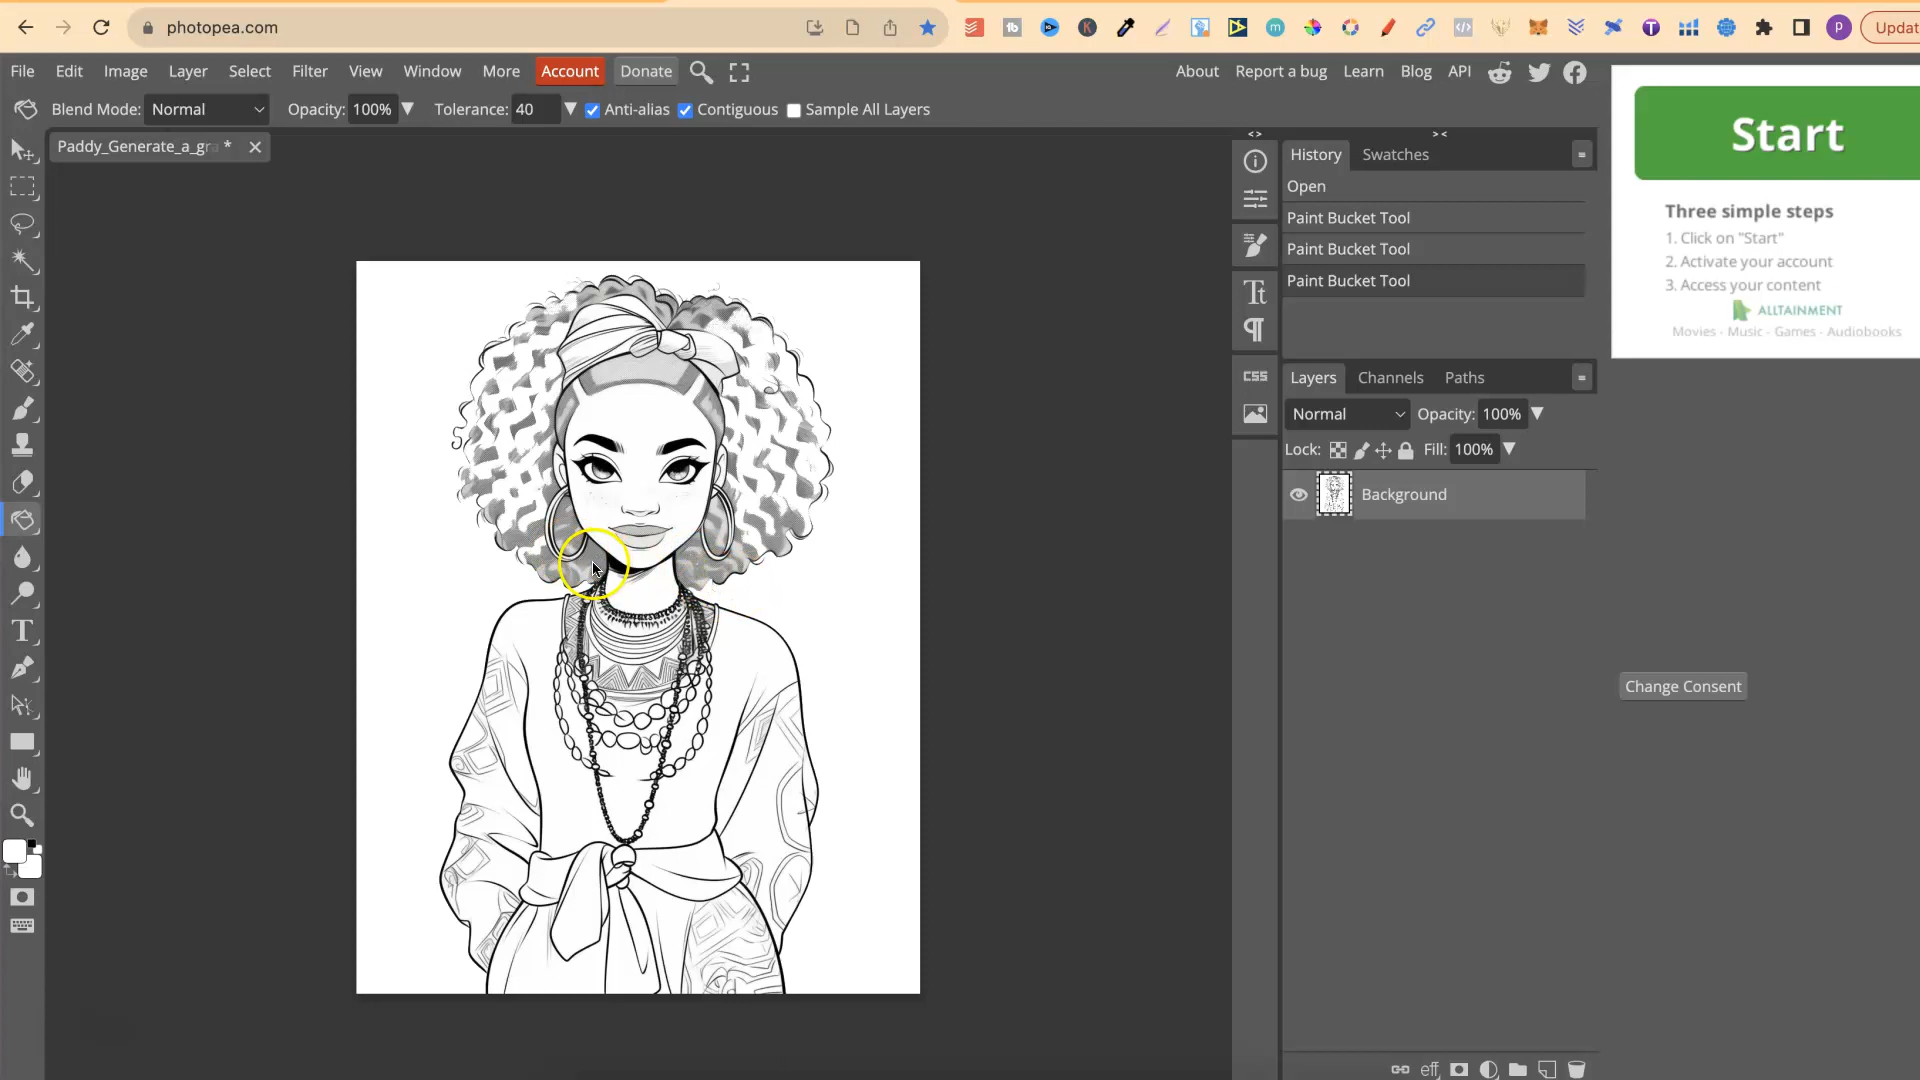 photopea.com
Updat
File Edit Image Layer Select Filter View Window More Account Donate
About Report a bug Learn Blog API
Blend Mode: Normal Opacity: 100% Tolerance: 40 Anti-alias Contiguous Sample All Layers
Paddy_Generate_a_gra *
History Swatches
Open
Paint Bucket Tool
Paint Bucket Tool
Paint Bucket Tool
CSS
Layers Channels Paths
Normal Opacity: 100%
Lock: Fill: 100%
Background
eff
Start
Three simple steps
1. Click on "Start"
2. Activate your account
3. Access your content
ALLTAINMENT
Movies - Music - Games - Audiobooks
Change Consent